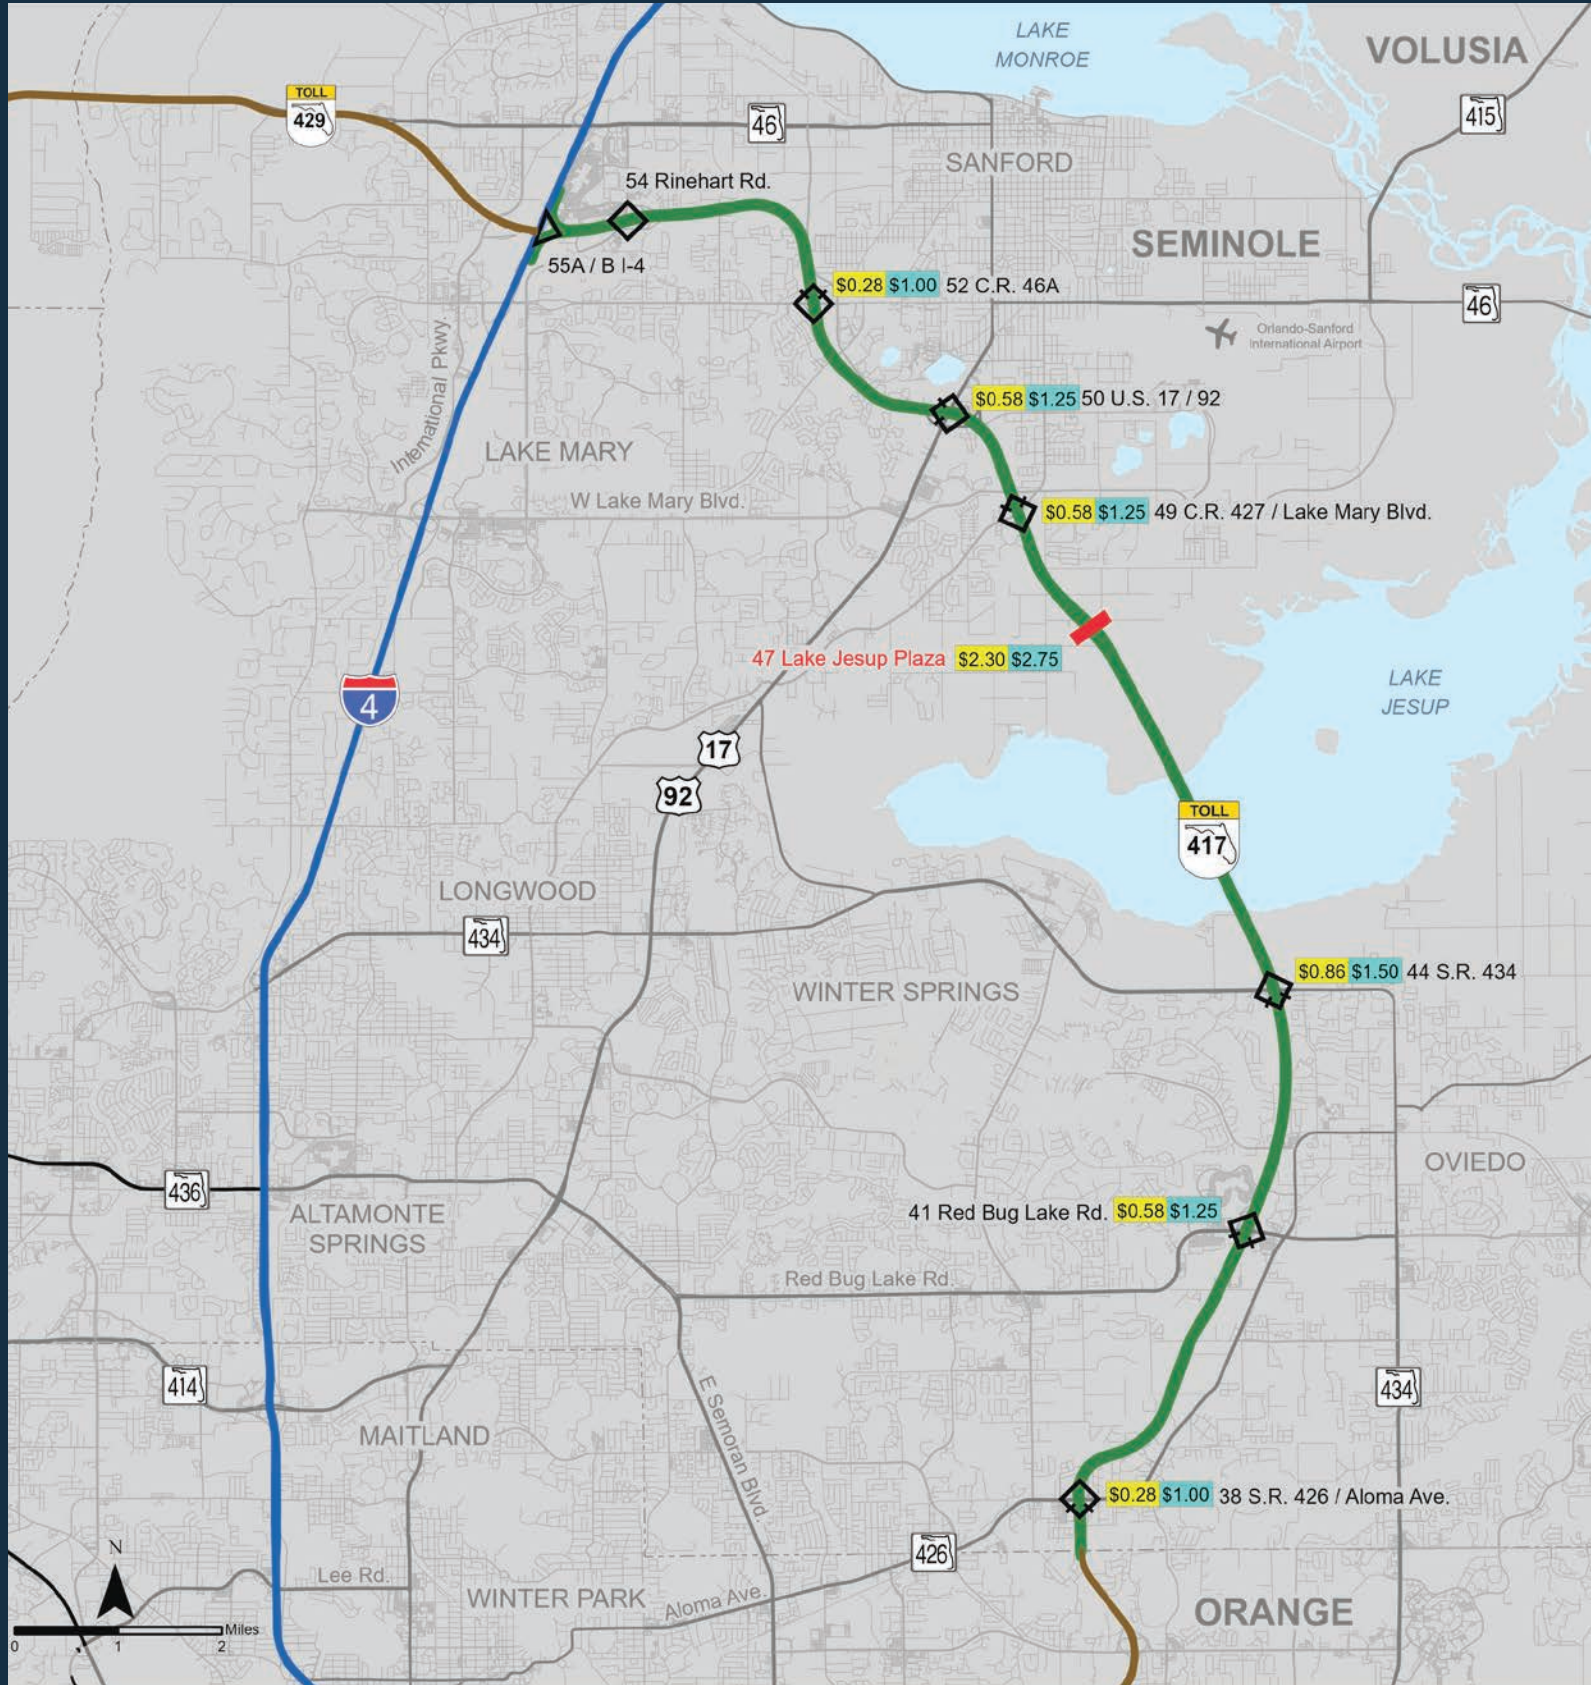 LAKE
MONROE
VOLUSIA
TOLL
429
46
415
SANFORD
54 Rinehart Rd.
SEMINOLE
55A / B I-4
$0.28 $1.00 52 C.R. 46A
46
Orlando-Sanford
International Airport
International Pkwy.
$0.58 $1.25 50 U.S. 17 / 92
LAKE MARY
W Lake Mary Blvd.
$0.58 $1.25 49 C.R. 427 / Lake Mary Blvd.
47 Lake Jesup Plaza $2.30 $2.75
LAKE
JESUP
4
17
92
TOLL
417
LONGWOOD
434
$0.86 $1.50 44 S.R. 434
WINTER SPRINGS
OVIEDO
436
41 Red Bug Lake Rd. $0.58 $1.25
ALTAMONTE
SPRINGS
Red Bug Lake Rd.
414
434
E Semoran Blvd.
MAITLAND
$0.28 $1.00 38 S.R. 426 / Aloma Ave.
426
N
Lee Rd.
WINTER PARK
Aloma Ave.
ORANGE
Miles
0 1 2